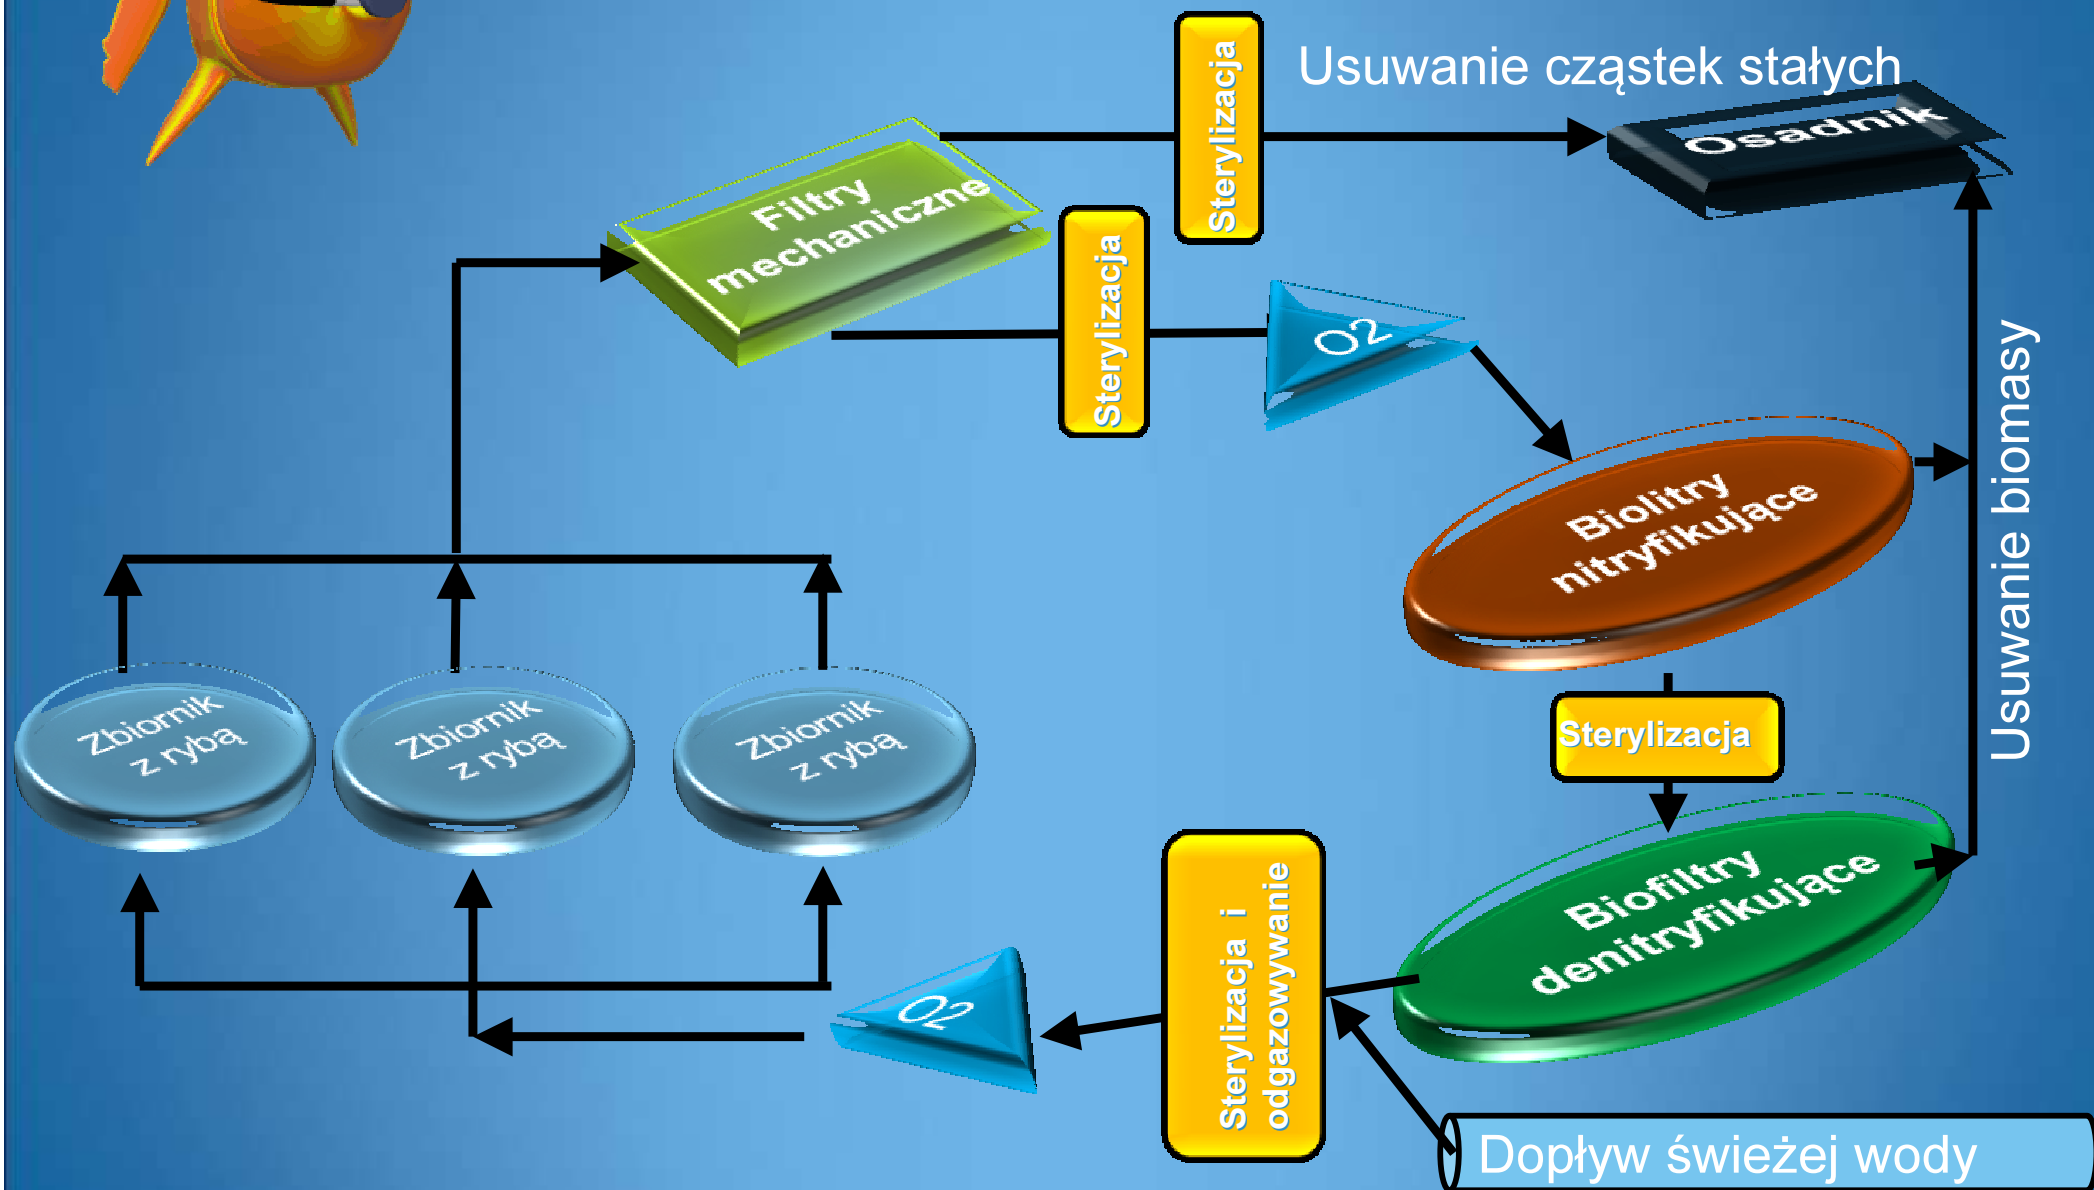 Usuwanie cząstek stałych
Sterylizacja
Osadnik
Filtry
mechaniczne
Sterylizacja
O2
Biolitry
nitryfikujące
Usuwanie biomasy
Zbiornik
z rybą
Zbiornik
z rybą
Zbiornik
z rybą
Sterylizacja
Biofiltry
denitryfikujące
Sterylizacja i
odgazowywanie
O2
Dopływ świeżej wody